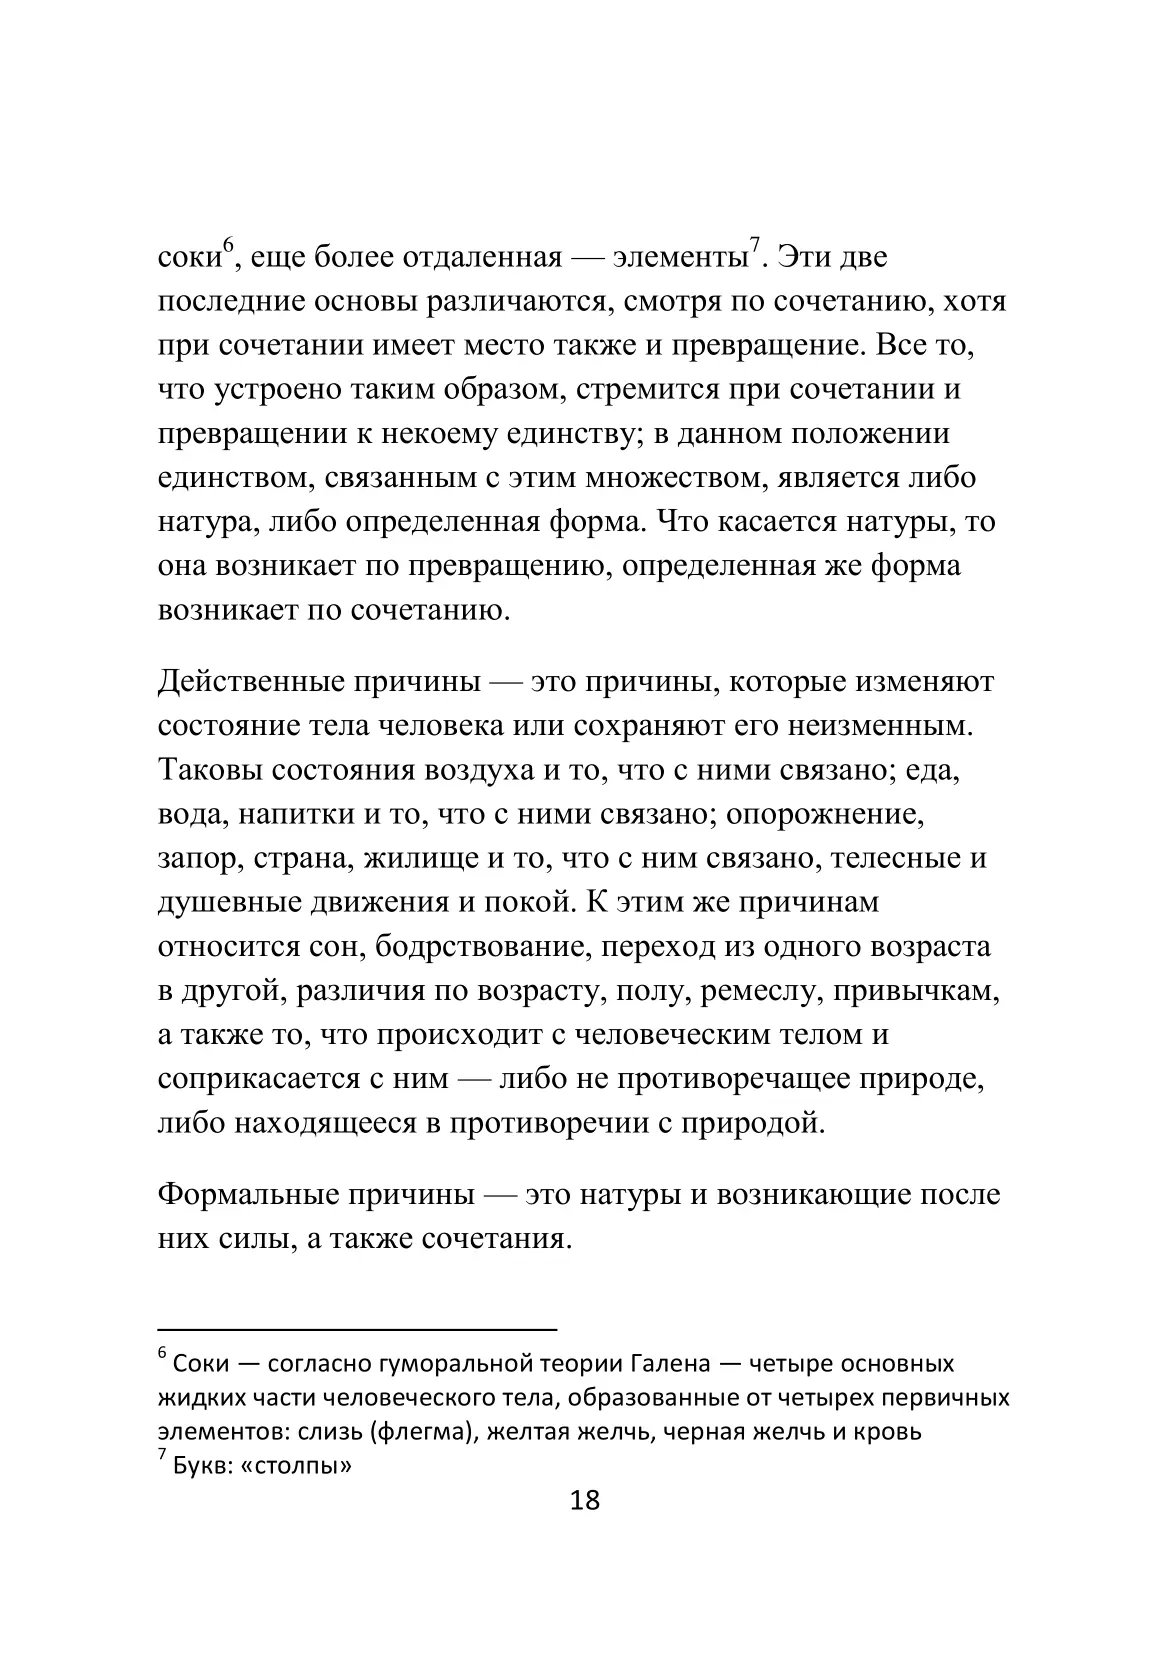 соки⁶, еще более отдаленная — элементы⁷. Эти две
последние основы различаются, смотря по сочетанию, хотя
при сочетании имеет место также и превращение. Все то,
что устроено таким образом, стремится при сочетании и
превращении к некоему единству; в данном положении
единством, связанным с этим множеством, является либо
натура, либо определенная форма. Что касается натуры, то
она возникает по превращению, определенная же форма
возникает по сочетанию.
Действенные причины — это причины, которые изменяют
состояние тела человека или сохраняют его неизменным.
Таковы состояния воздуха и то, что с ними связано; еда,
вода, напитки и то, что с ними связано; опорожнение,
запор, страна, жилище и то, что с ним связано, телесные и
душевные движения и покой. К этим же причинам
относится сон, бодрствование, переход из одного возраста
в другой, различия по возрасту, полу, ремеслу, привычкам,
а также то, что происходит с человеческим телом и
соприкасается с ним — либо не противоречащее природе,
либо находящееся в противоречии с природой.
Формальные причины — это натуры и возникающие после
них силы, а также сочетания.
⁶ Соки — согласно гуморальной теории Галена — четыре основных
жидких части человеческого тела, образованные от четырех первичных
элементов: слизь (флегма), желтая желчь, черная желчь и кровь
⁷ Букв: «столпы»
18